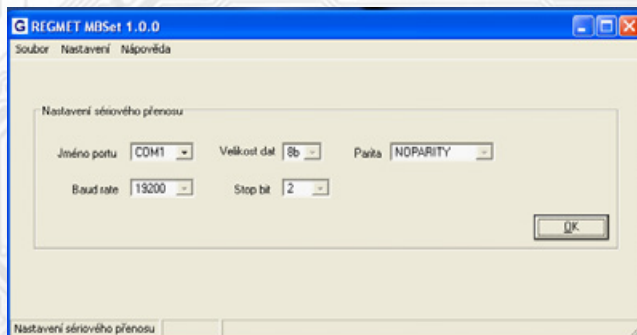 REGMET MBSet 1.0.0
Soubor Nastavení Nápověda
Nastavení sériového přenosu
Jméno portu COM1 Velikost dat 8b Parita NOPARITY
Baud rate 19200 Stop bit 2
OK
Nastavení sériového přenosu